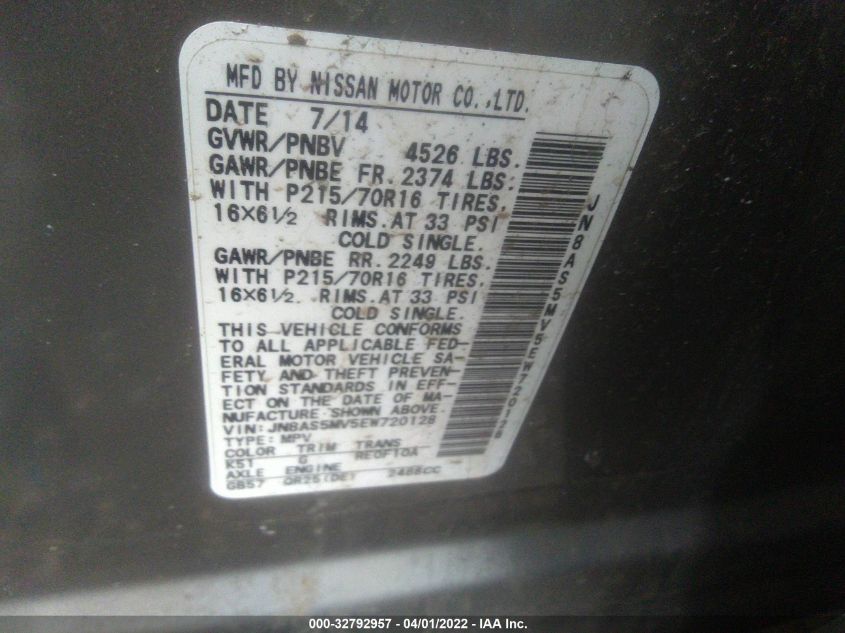 MFD BY NISSAN MOTOR CO.,LTD.
DATE 7/14
GVWR/PNBV 4526 LBS.
GAWR/PNBE FR. 2374 LBS.
WITH P215/70R16 TIRES.
16×6½ RIMS.AT 33 PSI
COLD SINGLE.
GAWR/PNBE RR. 2249 LBS.
WITH P215/70R16 TIRES.
16×6½ RIMS.AT 33 PSI
COLD SINGLE.
THIS VEHICLE CONFORMS
TO ALL APPLICABLE FED-
ERAL MOTOR VEHICLE SA-
FETY AND THEFT PREVEN-
TION STANDARDS IN EFF-
ECT ON THE DATE OF MA-
NUFACTURE SHOWN ABOVE.
VIN: JN8AS5MV5EW720128
TYPE: MPV
COLOR TRIM TRANS
K51 G RE0F10A
AXLE ENGINE
GB57 QR25(DE) 2488CC
JN8AS5MV5EW720128
000-32792957 - 04/01/2022 - IAA Inc.